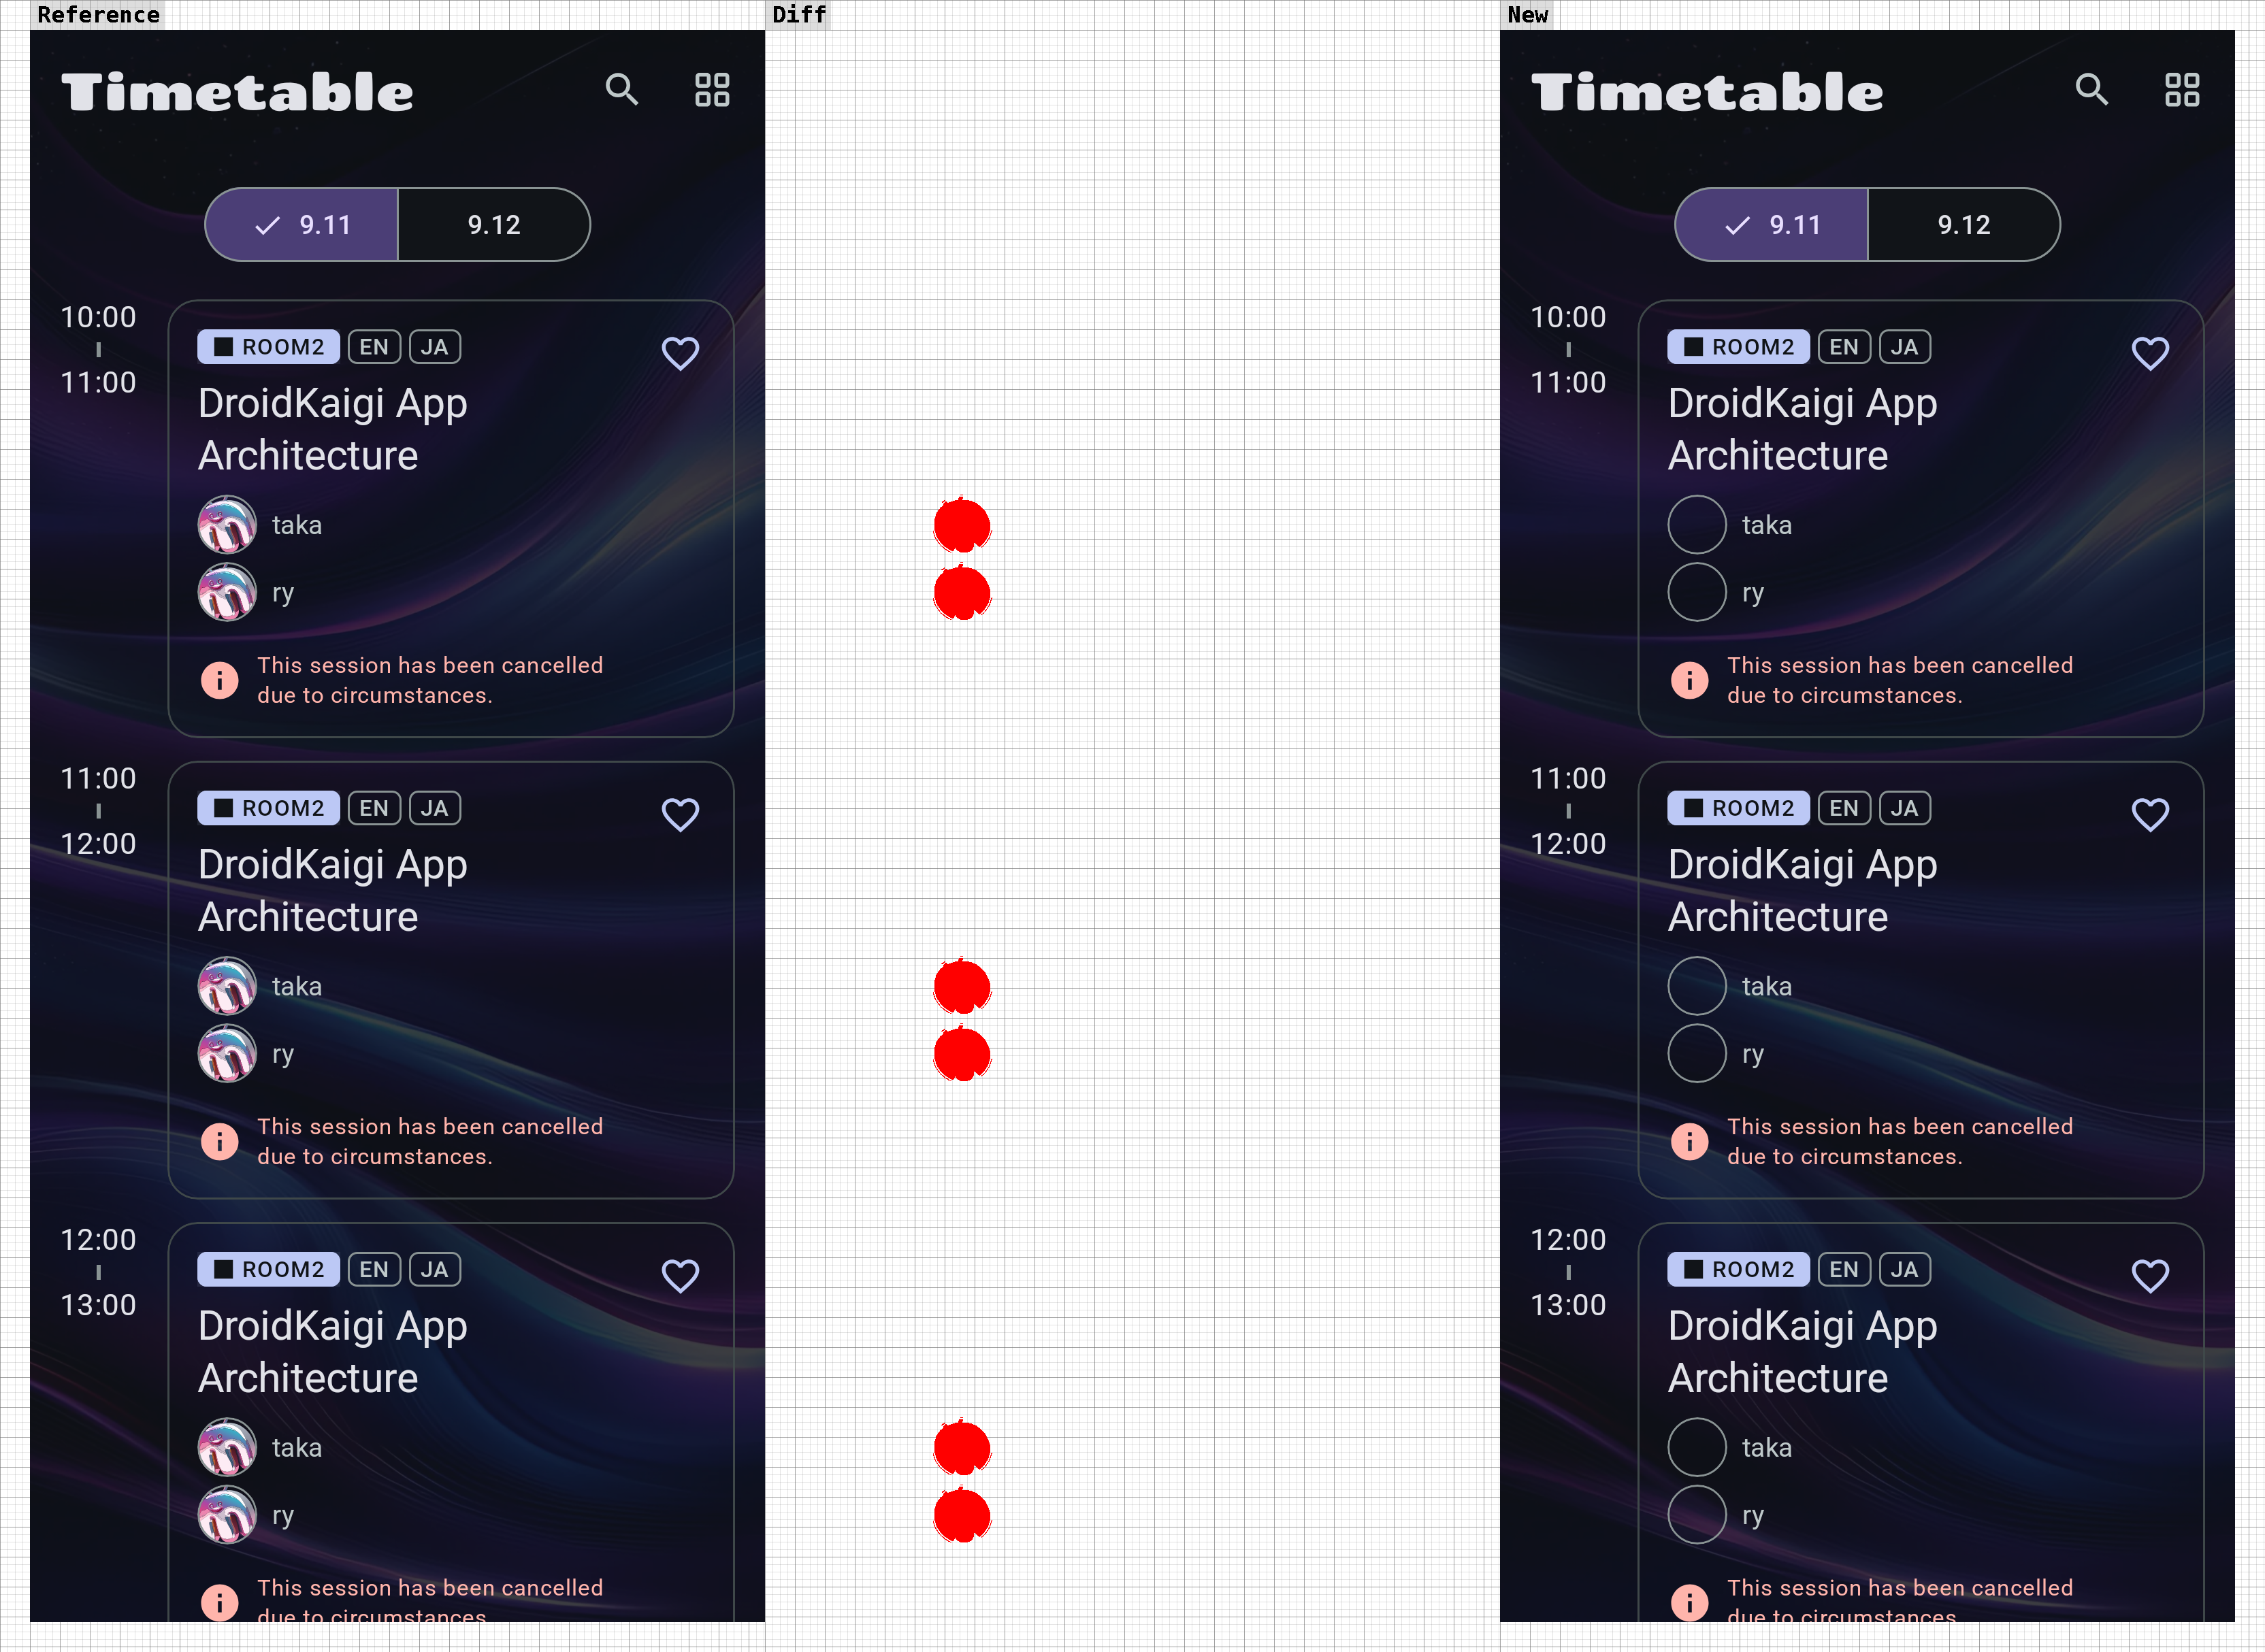 Reference
Timetable
9.11
9.12
10:00
11:00
ROOM2 EN JA
DroidKaigi App
Architecture
taka
ry
This session has been cancelled
due to circumstances.
11:00
12:00
ROOM2 EN JA
DroidKaigi App
Architecture
taka
ry
This session has been cancelled
due to circumstances.
12:00
13:00
ROOM2 EN JA
DroidKaigi App
Architecture
taka
ry
This session has been cancelled
due to circumstances
Diff
New
Timetable
9.11
9.12
10:00
11:00
ROOM2 EN JA
DroidKaigi App
Architecture
taka
ry
This session has been cancelled
due to circumstances.
11:00
12:00
ROOM2 EN JA
DroidKaigi App
Architecture
taka
ry
This session has been cancelled
due to circumstances.
12:00
13:00
ROOM2 EN JA
DroidKaigi App
Architecture
taka
ry
This session has been cancelled
due to circumstances